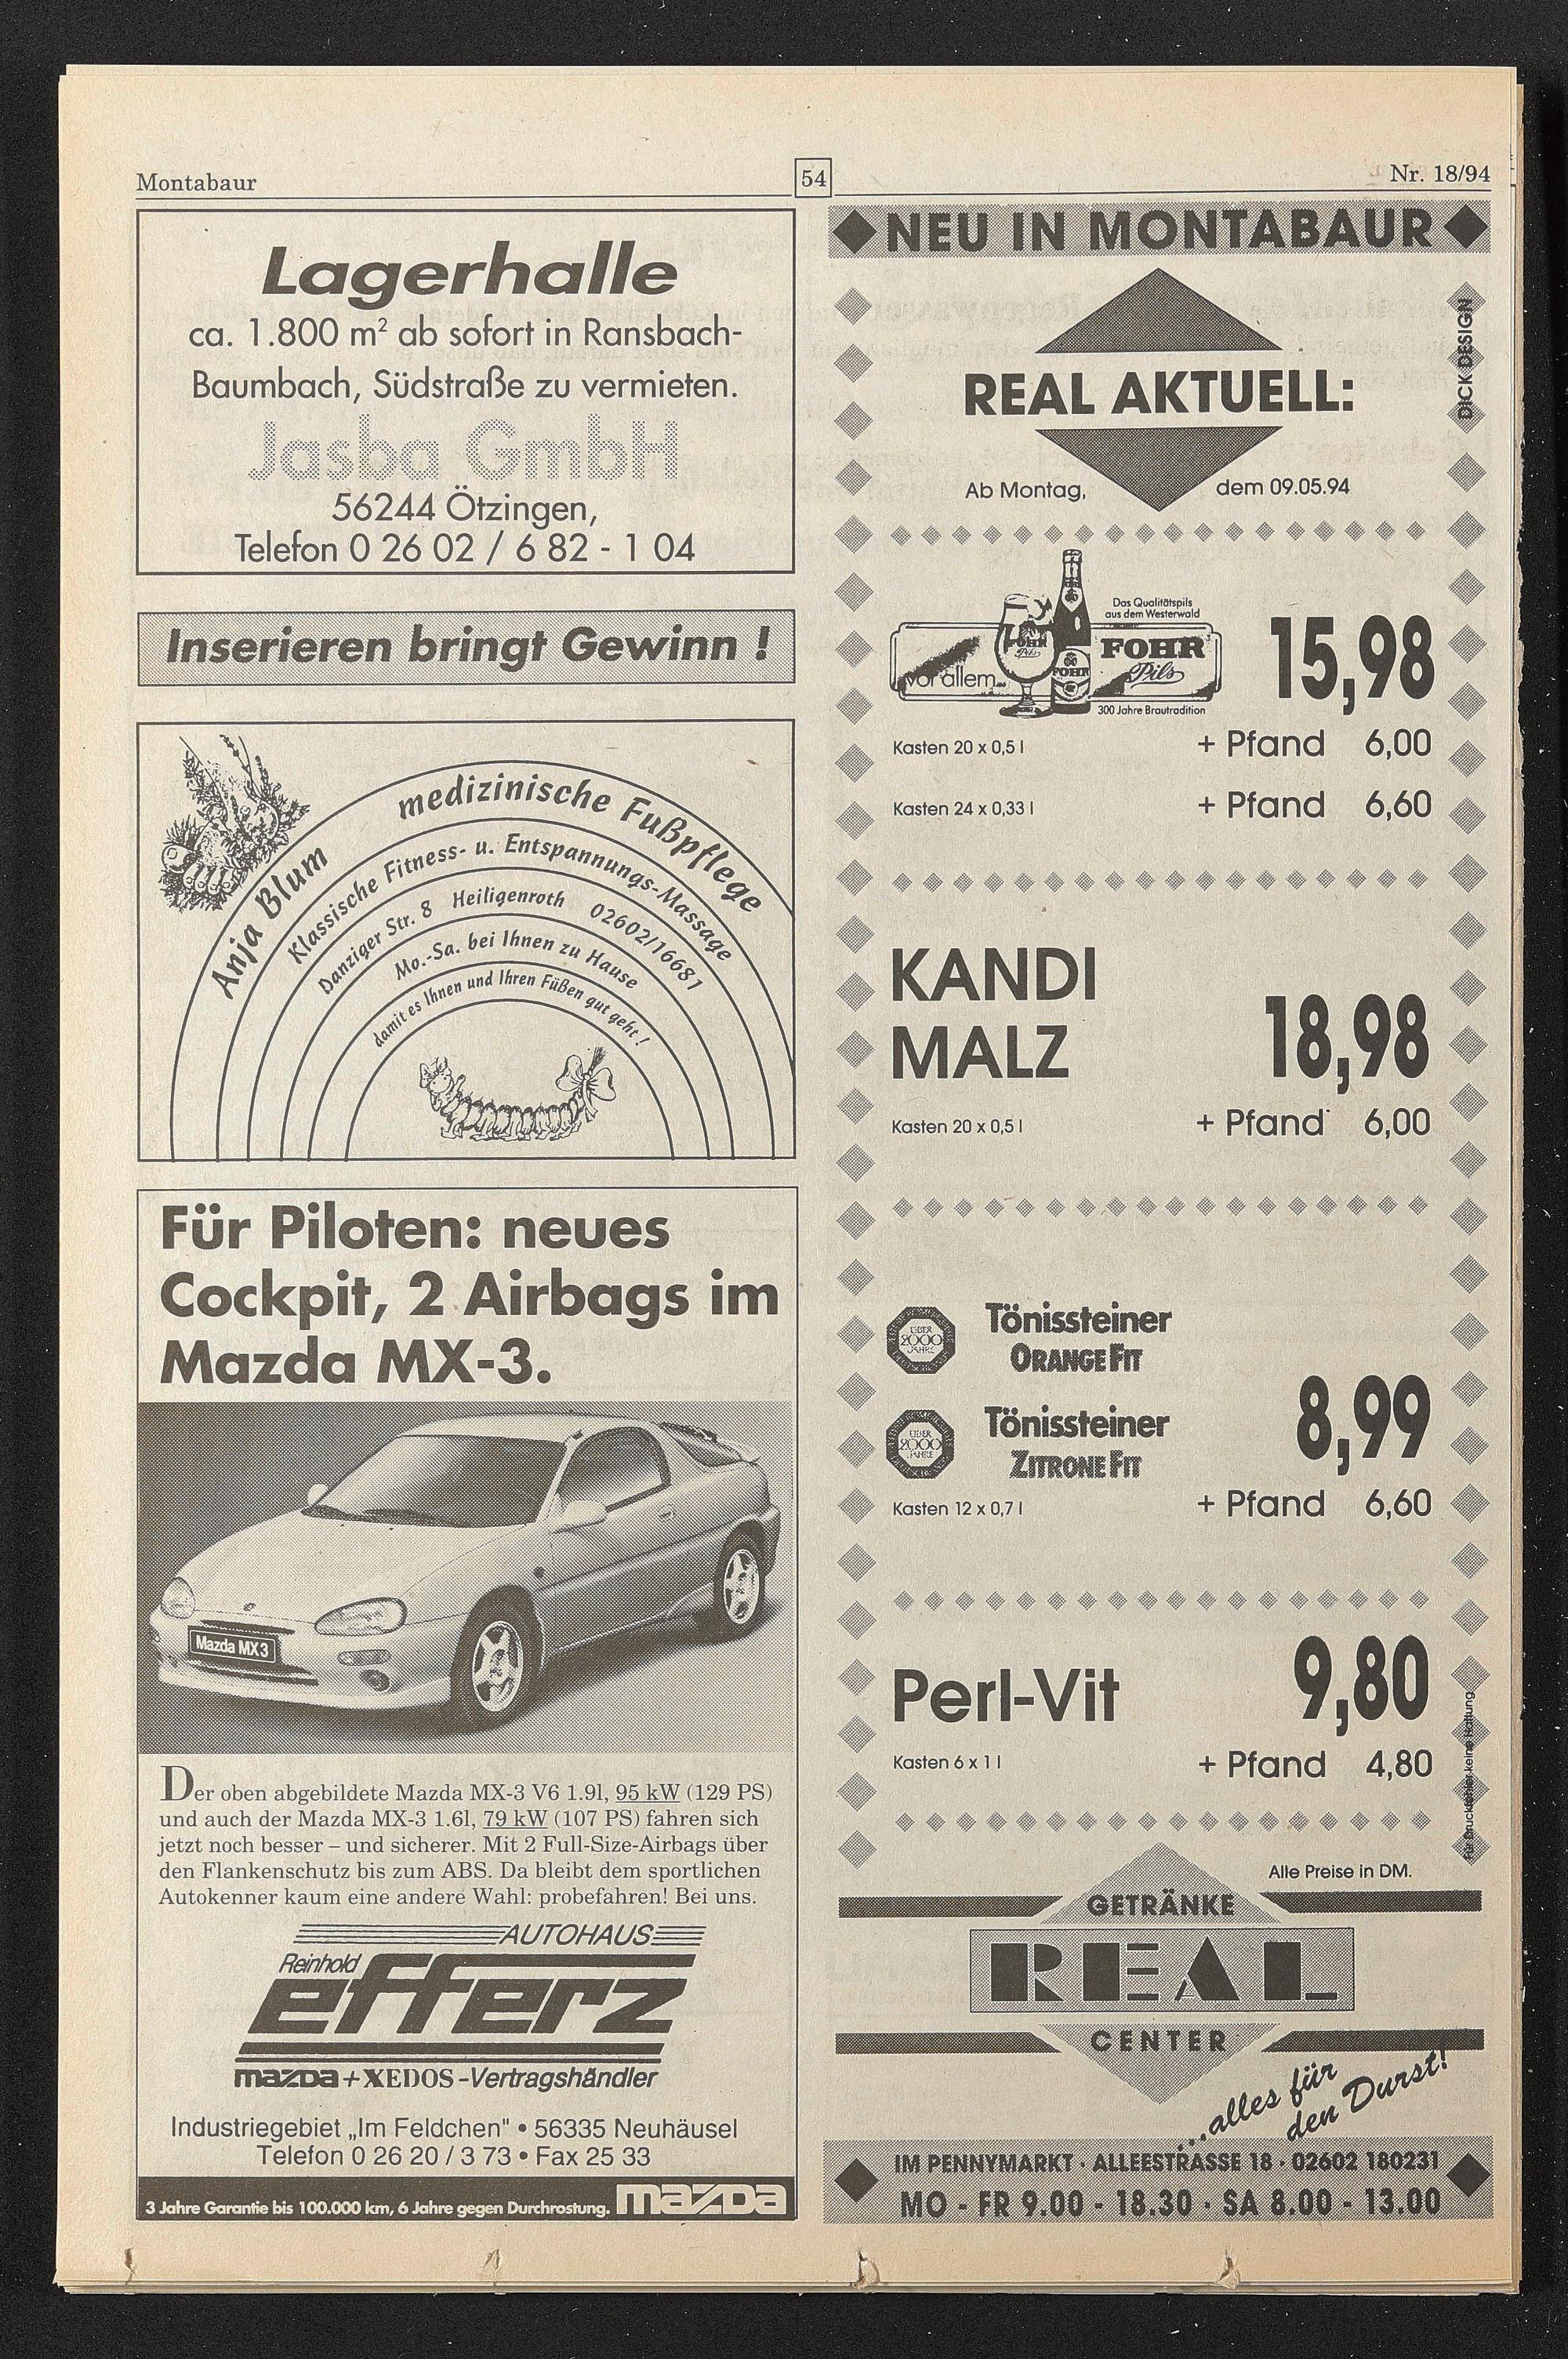 Montabaur
54
Nr. 18/94
Lagerhalle
ca. 1.800 m² ab sofort in Ransbach-
Baumbach, Südstraße zu vermieten.
Jasba GmbH
56244 Ötzingen,
Telefon 0 26 02 / 6 82 - 1 04
Inserieren bringt Gewinn !
Anja Blum medizinische Fußpflege
Klassische Fitness- u. Entspannungs-Massage
Danziger Str. 8 Heiligenroth 02602/16681
Mo.-Sa. bei Ihnen zu Hause
damit es Ihnen und Ihren Füßen gut geht !
Für Piloten: neues
Cockpit, 2 Airbags im
Mazda MX-3.
Mazda MX3
Der oben abgebildete Mazda MX-3 V6 1.9l, 95 kW (129 PS)
und auch der Mazda MX-3 1.6l, 79 kW (107 PS) fahren sich
jetzt noch besser – und sicherer. Mit 2 Full-Size-Airbags über
den Flankenschutz bis zum ABS. Da bleibt dem sportlichen
Autokenner kaum eine andere Wahl: probefahren! Bei uns.
AUTOHAUS
Reinhold
efferz
mazda + XEDOS - Vertragshändler
Industriegebiet „Im Feldchen" • 56335 Neuhäusel
Telefon 0 26 20 / 3 73 • Fax 25 33
3 Jahre Garantie bis 100.000 km, 6 Jahre gegen Durchrostung. mazda
NEU IN MONTABAUR
DICK DESIGN
REAL AKTUELL:
Ab Montag, dem 09.05.94
Das Qualitätspils
aus dem Westerwald
vor allem...
FOHR
Pils
FOHR
Pils
FOHR
300 Jahre Brautradition
15,98
Kasten 20 x 0,5 l + Pfand 6,00
Kasten 24 x 0,33 l + Pfand 6,60
KANDI
MALZ
18,98
Kasten 20 x 0,5 l + Pfand 6,00
ÜBER
2000
JAHRE
Tönissteiner
ORANGE FIT
ÜBER
2000
JAHRE
Tönissteiner
ZITRONE FIT
8,99
Kasten 12 x 0,7 l + Pfand 6,60
Perl-Vit
9,80
Kasten 6 x 1 l + Pfand 4,80
Für Druckfehler keine Haftung
Alle Preise in DM.
GETRÄNKE
REAL
CENTER
...alles für
den Durst!
IM PENNYMARKT · ALLEESTRASSE 18 · 02602 180231
MO - FR 9.00 - 18.30 · SA 8.00 - 13.00